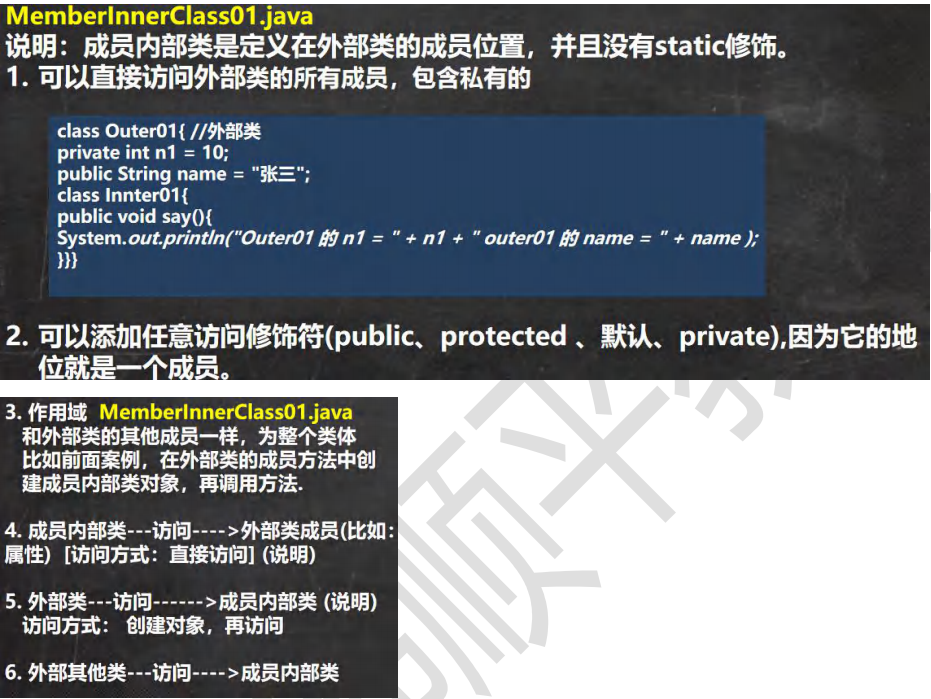 MemberInnerClass01.java
说明：成员内部类是定义在外部类的成员位置，并且没有static修饰。
1. 可以直接访问外部类的所有成员，包含私有的
class Outer01{ //外部类
private int n1 = 10;
public String name = "张三";
class Innter01{
public void say(){
System.out.println("Outer01 的 n1 = " + n1 + " outer01 的 name = " + name );
}}}
2. 可以添加任意访问修饰符(public、protected 、默认、private),因为它的地
位就是一个成员。
3. 作用域 MemberInnerClass01.java
和外部类的其他成员一样，为整个类体
比如前面案例，在外部类的成员方法中创
建成员内部类对象，再调用方法.
4. 成员内部类---访问---->外部类成员(比如：
属性) [访问方式：直接访问] (说明)
5. 外部类---访问------>成员内部类 (说明)
访问方式： 创建对象，再访问
6. 外部其他类---访问---->成员内部类